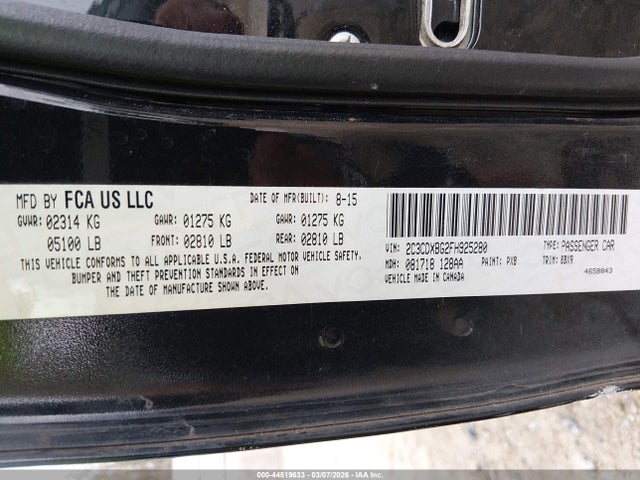 MFD BY FCA US LLC
DATE OF MFR(BUILT): 8-15
GVWR: 02314 KG GAWR: 01275 KG GAWR: 01275 KG
05100 LB FRONT: 02810 LB REAR: 02810 LB
THIS VEHICLE CONFORMS TO ALL APPLICABLE U.S.A. FEDERAL MOTOR VEHICLE SAFETY,
BUMPER AND THEFT PREVENTION STANDARDS IN EFFECT ON
THE DATE OF MANUFACTURE SHOWN ABOVE.
VIN: 2C3CDXBG2FH925280 TYPE: PASSENGER CAR
MDH: 081718 128AA PAINT: PX8 TRIM: BBX9
VEHICLE MADE IN CANADA 4658843
000-44519633 - 03/07/2026 - IAA Inc.